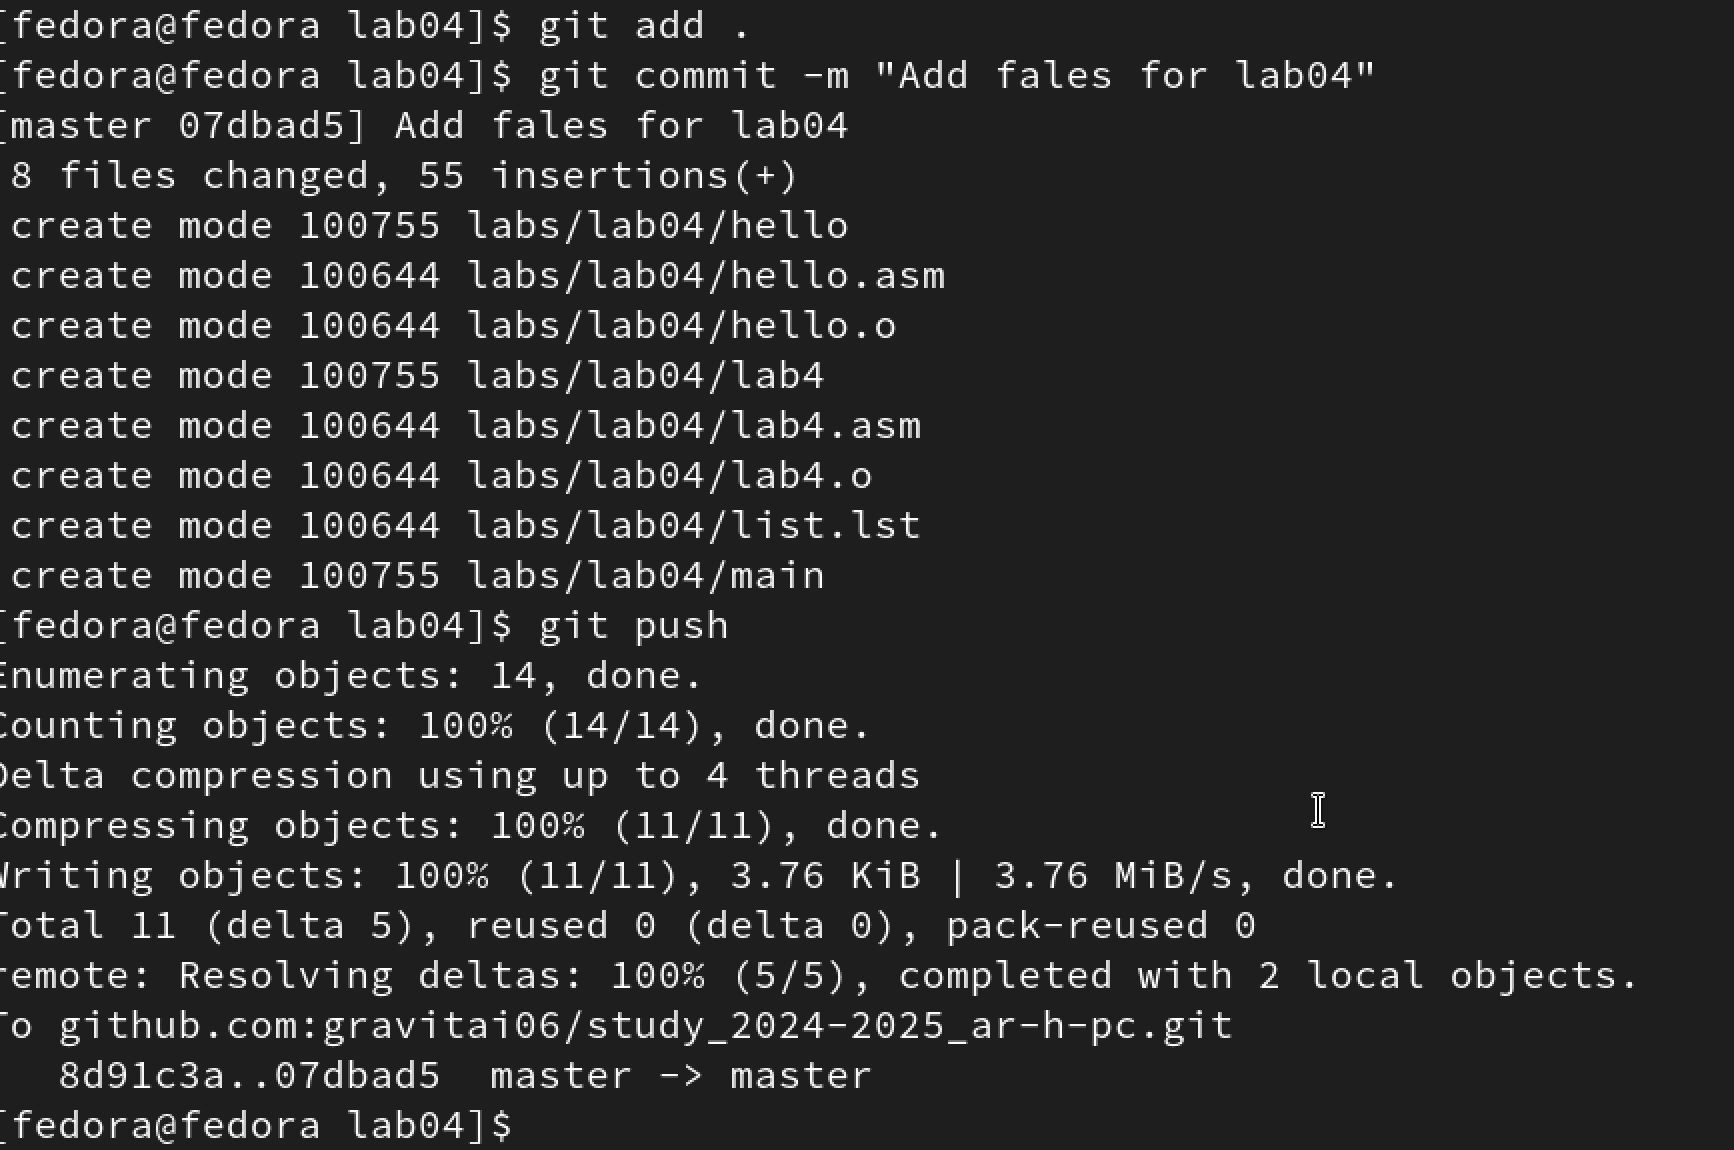 [fedora@fedora lab04]$ git add .
[fedora@fedora lab04]$ git commit -m "Add fales for lab04"
[master 07dbad5] Add fales for lab04
 8 files changed, 55 insertions(+)
 create mode 100755 labs/lab04/hello
 create mode 100644 labs/lab04/hello.asm
 create mode 100644 labs/lab04/hello.o
 create mode 100755 labs/lab04/lab4
 create mode 100644 labs/lab04/lab4.asm
 create mode 100644 labs/lab04/lab4.o
 create mode 100644 labs/lab04/list.lst
 create mode 100755 labs/lab04/main
[fedora@fedora lab04]$ git push
Enumerating objects: 14, done.
Counting objects: 100% (14/14), done.
Delta compression using up to 4 threads
Compressing objects: 100% (11/11), done.
Writing objects: 100% (11/11), 3.76 KiB | 3.76 MiB/s, done.
Total 11 (delta 5), reused 0 (delta 0), pack-reused 0
remote: Resolving deltas: 100% (5/5), completed with 2 local objects.
To github.com:gravitai06/study_2024-2025_ar-h-pc.git
   8d91c3a..07dbad5  master -> master
[fedora@fedora lab04]$